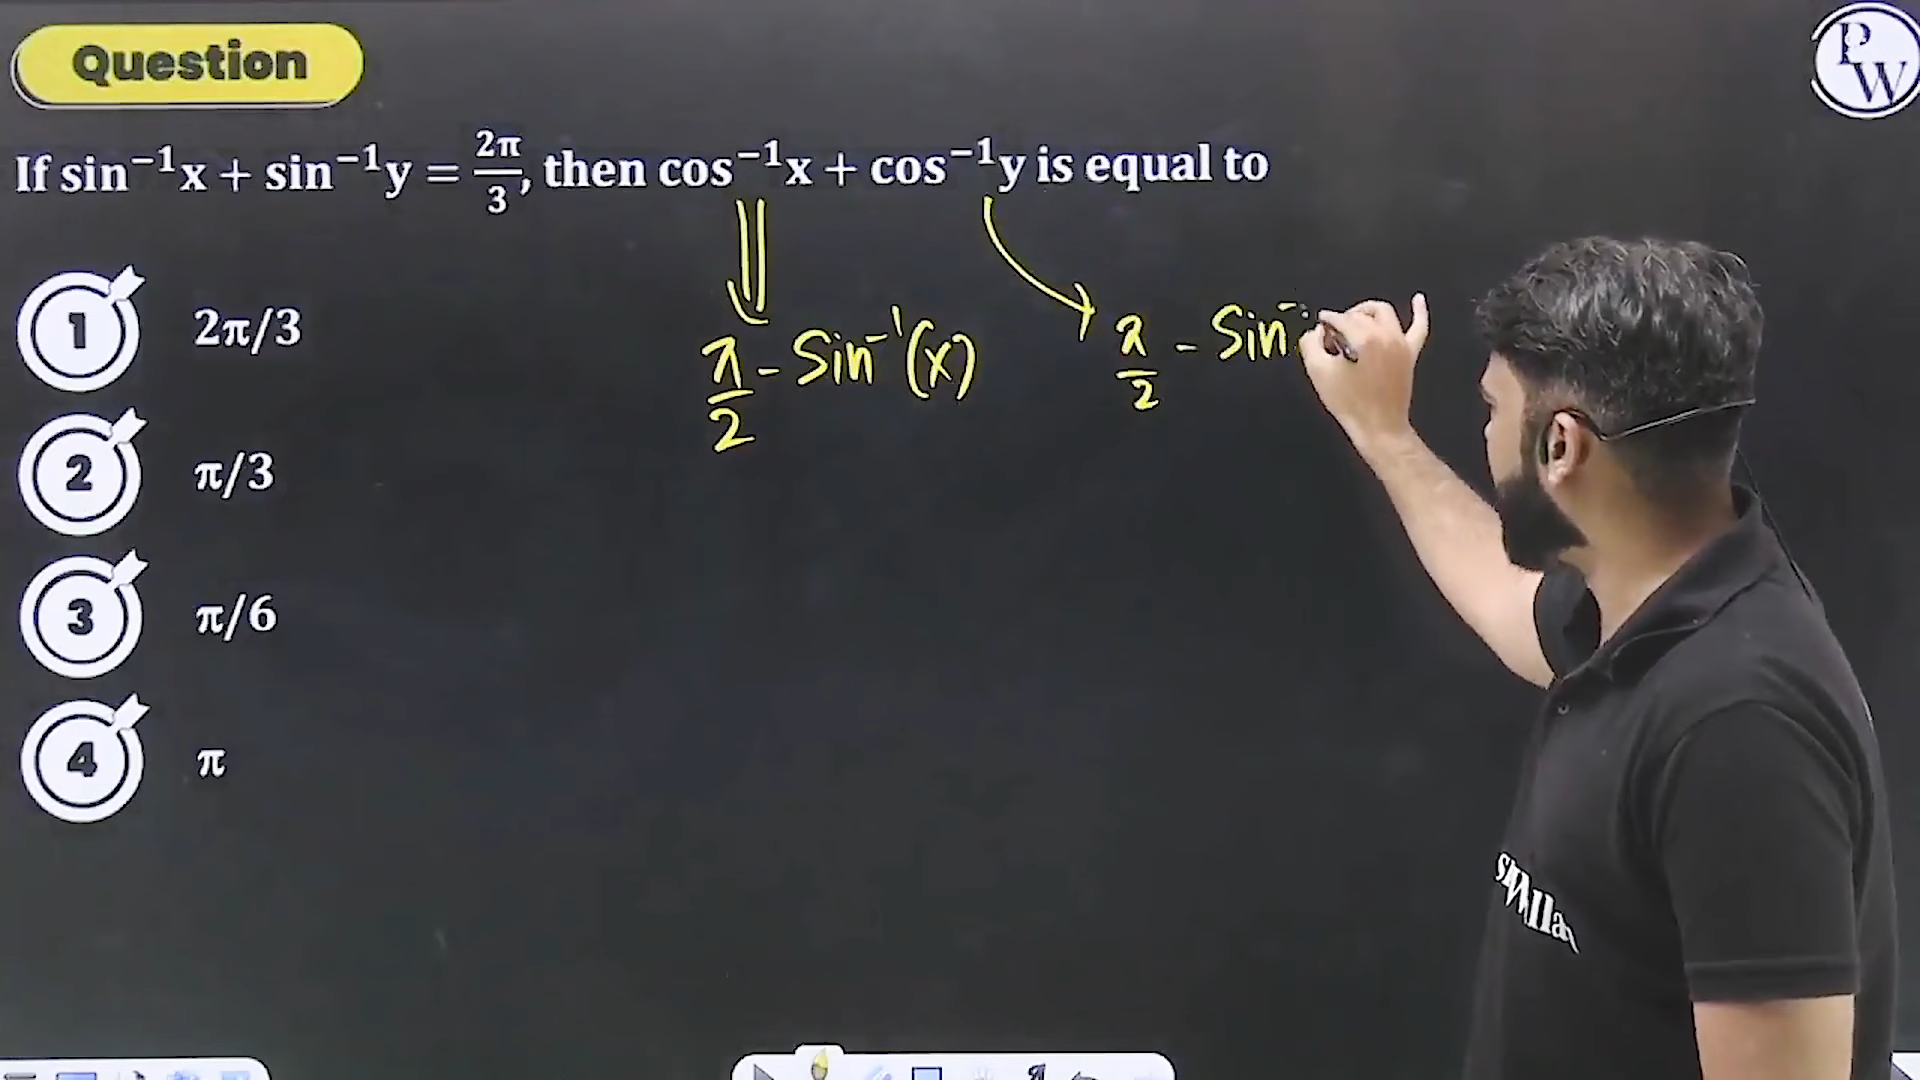 Question
PW
If sin⁻¹x + sin⁻¹y = 2π/3, then cos⁻¹x + cos⁻¹y is equal to
1 2π/3
2 π/3
3 π/6
4 π
π/2 - Sin⁻¹(x)
π/2 - Sin⁻